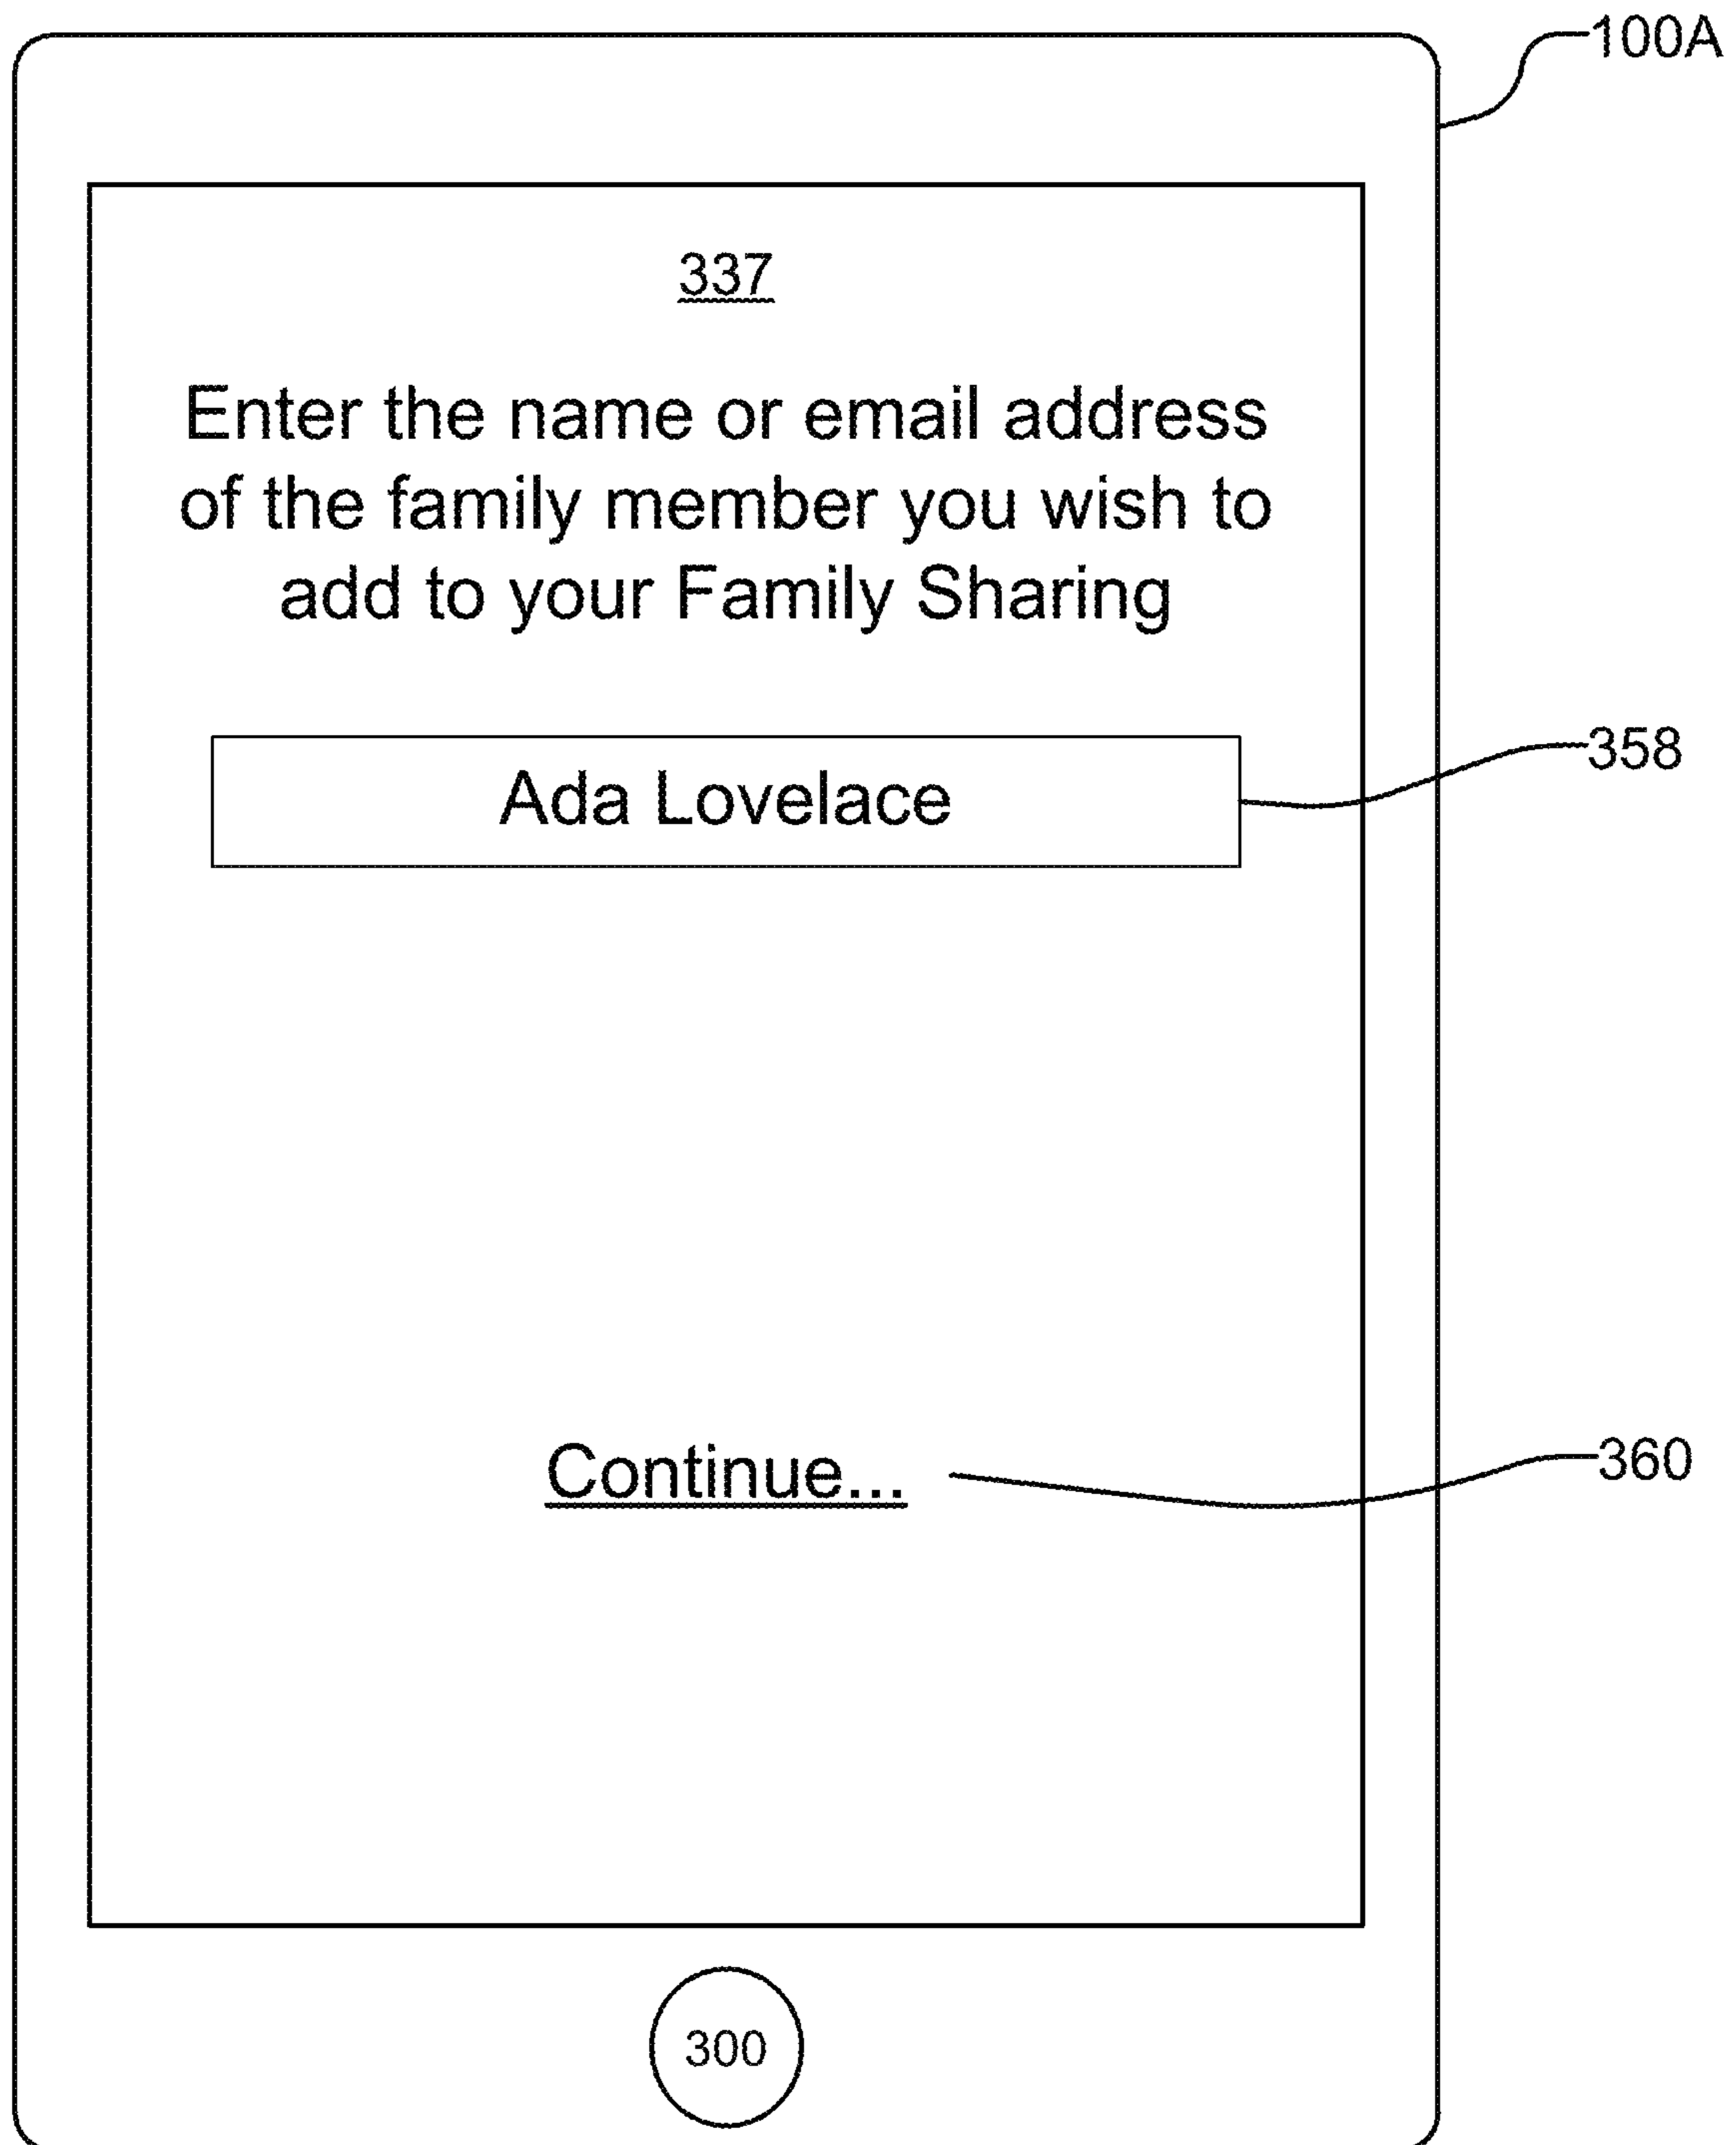 100A
337
Enter the name or email address
of the family member you wish to
add to your Family Sharing
Ada Lovelace
358
Continue...
360
300